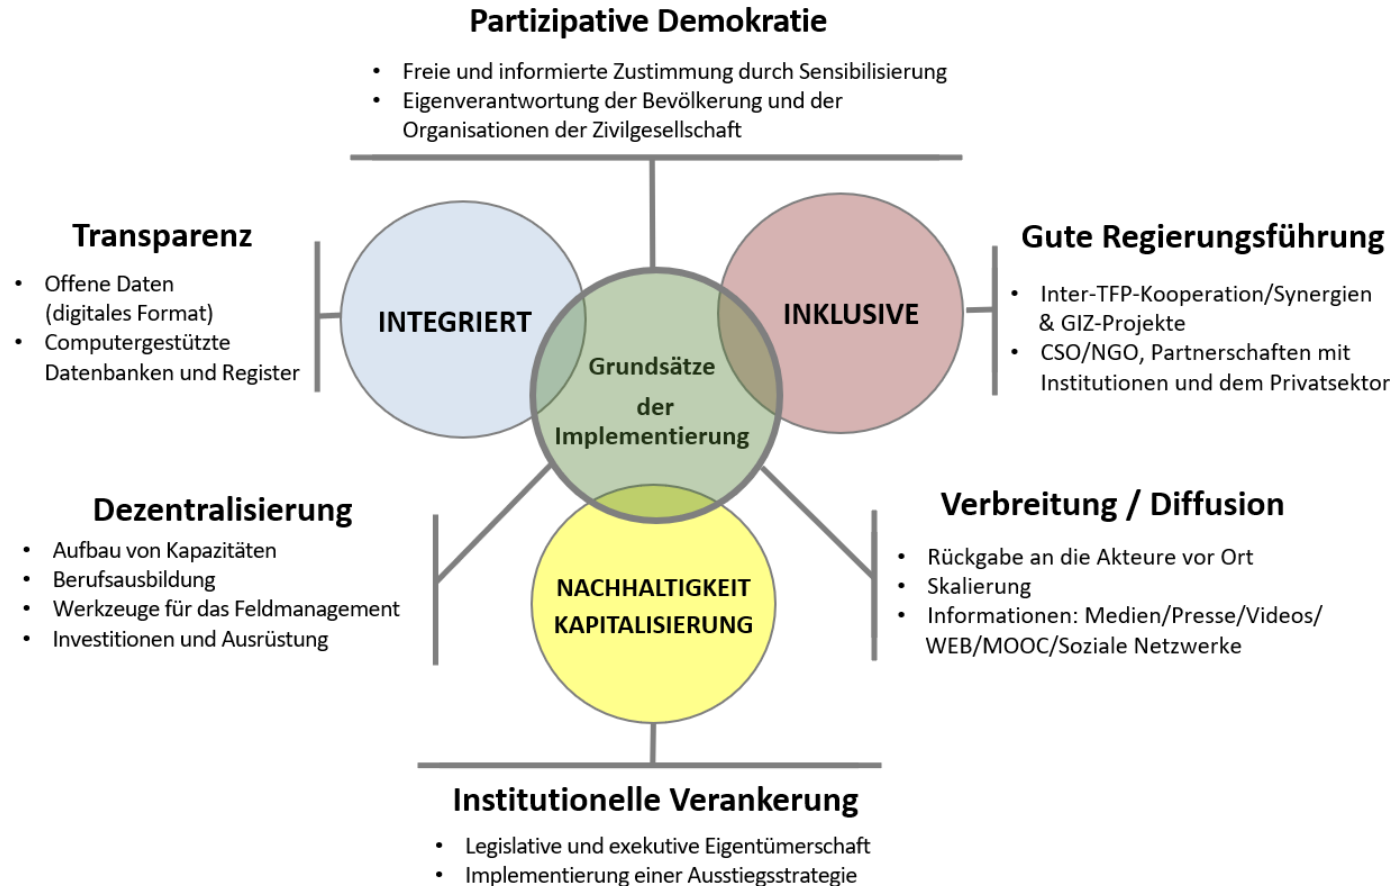 Partizipative Demokratie
• Freie und informierte Zustimmung durch Sensibilisierung
• Eigenverantwortung der Bevölkerung und der
Organisationen der Zivilgesellschaft
Transparenz
• Offene Daten
(digitales Format)
• Computergestützte
Datenbanken und Register
INTEGRIERT
INKLUSIVE
Grundsätze
der
Implementierung
Gute Regierungsführung
• Inter-TFP-Kooperation/Synergien
& GIZ-Projekte
• CSO/NGO, Partnerschaften mit
Institutionen und dem Privatsektor
Dezentralisierung
• Aufbau von Kapazitäten
• Berufsausbildung
• Werkzeuge für das Feldmanagement
• Investitionen und Ausrüstung
NACHHALTIGKEIT
KAPITALISIERUNG
Verbreitung / Diffusion
• Rückgabe an die Akteure vor Ort
• Skalierung
• Informationen: Medien/Presse/Videos/
WEB/MOOC/Soziale Netzwerke
Institutionelle Verankerung
• Legislative und exekutive Eigentümerschaft
• Implementierung einer Ausstiegsstrategie